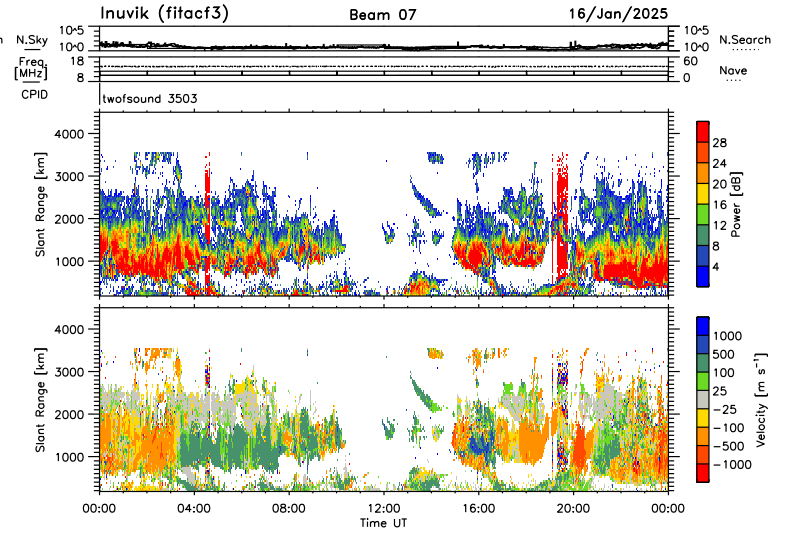 Inuvik (fitacf3) Beam 07 16/Jan/2025
N.Sky 10^5 10^5 N.Search
10^0 10^0
Freq. 18 60 Nave
[MHz] 8 0
CPID twofsound 3503
Slant Range [km]
4000
3000
2000
1000
Power [dB]
28
24
20
16
12
8
4
Slant Range [km]
4000
3000
2000
1000
Velocity [m s^-1]
1000
500
100
25
-25
-100
-500
-1000
00:00 04:00 08:00 12:00 16:00 20:00 00:00
Time UT